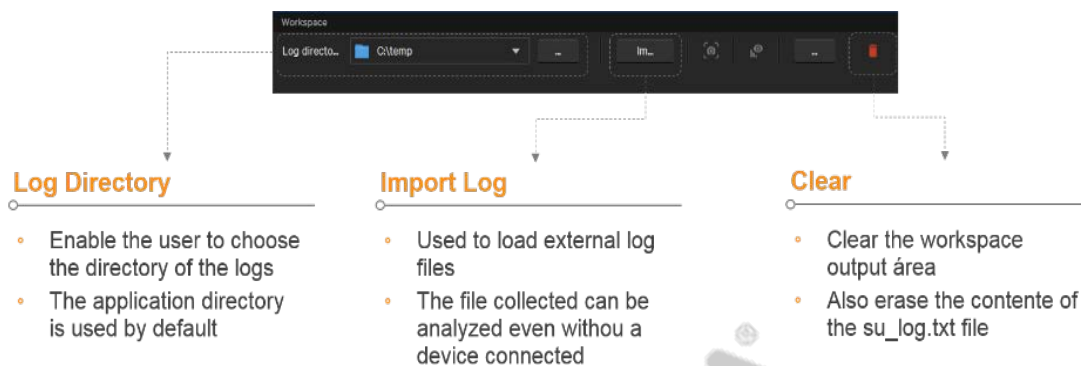 Workspace
Log directo...
C:\temp
...
Im...
...
Log Directory
Enable the user to choose
the directory of the logs
The application directory
is used by default
Import Log
Used to load external log
files
The file collected can be
analyzed even withou a
device connected
Clear
Clear the workspace
output área
Also erase the contente of
the su_log.txt file